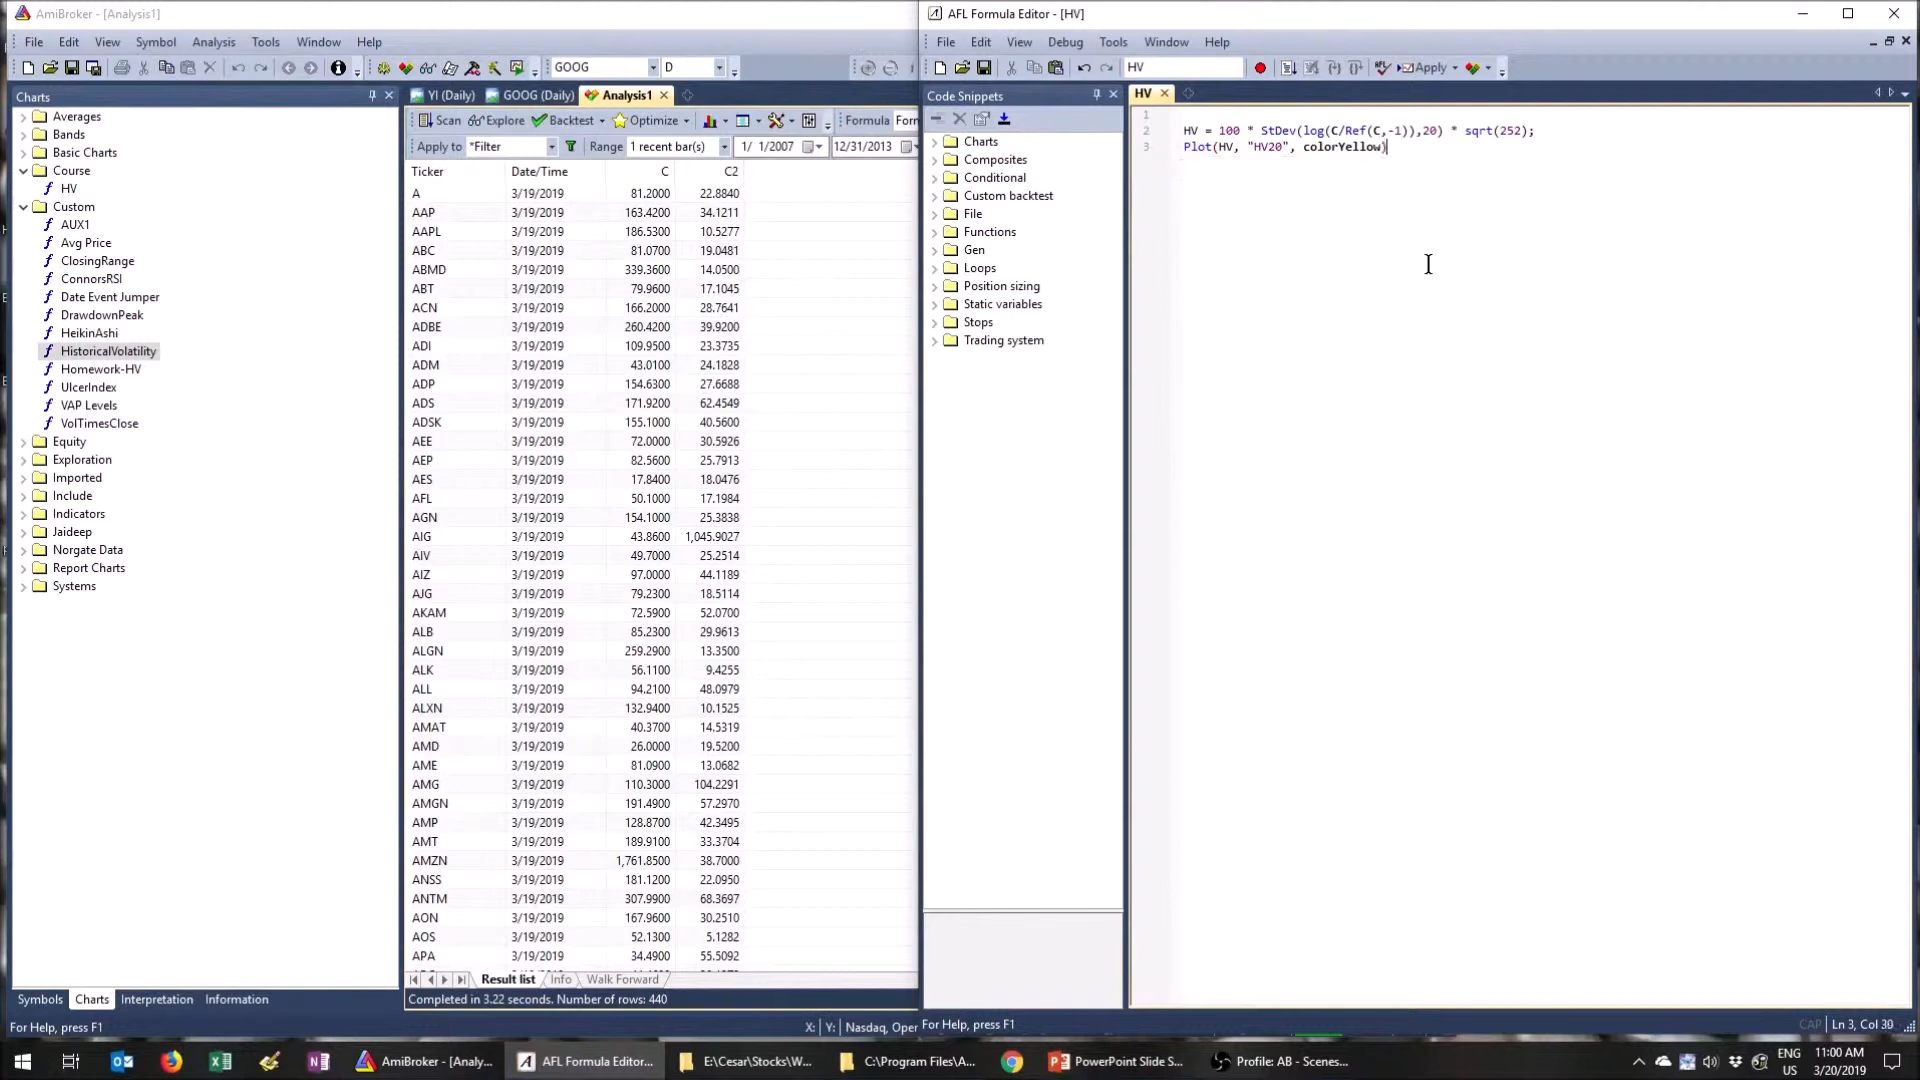 AmiBroker - [Analysis1]
File Edit View Symbol Analysis Tools Window Help
GOOG D
Charts
Averages
Bands
Basic Charts
Course
HV
Custom
AUX1
Avg Price
ClosingRange
ConnorsRSI
Date Event Jumper
DrawdownPeak
HeikinAshi
HistoricalVolatility
Homework-HV
UlcerIndex
VAP Levels
VolTimesClose
Equity
Exploration
Imported
Include
Indicators
Jaideep
Norgate Data
Report Charts
Systems
Symbols Charts Interpretation Information
For Help, press F1
YI (Daily) GOOG (Daily) Analysis1
Scan Explore Backtest Optimize Formula
Apply to *Filter Range 1 recent bar(s) 1/ 1/2007 12/31/2013
Ticker Date/Time C C2
A 3/19/2019 81.2000 22.8840
AAP 3/19/2019 163.4200 34.1211
AAPL 3/19/2019 186.5300 10.5277
ABC 3/19/2019 81.0700 19.0481
ABMD 3/19/2019 339.3600 14.0500
ABT 3/19/2019 79.9600 17.1045
ACN 3/19/2019 166.2000 28.7641
ADBE 3/19/2019 260.4200 39.9200
ADI 3/19/2019 109.9500 23.3735
ADM 3/19/2019 43.0100 24.1828
ADP 3/19/2019 154.6300 27.6688
ADS 3/19/2019 171.9200 62.4549
ADSK 3/19/2019 155.1000 40.5600
AEE 3/19/2019 72.0000 30.5926
AEP 3/19/2019 82.5600 25.7913
AES 3/19/2019 17.8400 18.0476
AFL 3/19/2019 50.1000 17.1984
AGN 3/19/2019 154.1000 25.3838
AIG 3/19/2019 43.8600 1,045.9027
AIV 3/19/2019 49.7000 25.2514
AIZ 3/19/2019 97.0000 44.1189
AJG 3/19/2019 79.2300 18.5114
AKAM 3/19/2019 72.5900 52.0700
ALB 3/19/2019 85.2300 29.9613
ALGN 3/19/2019 259.2900 13.3500
ALK 3/19/2019 56.1100 9.4255
ALL 3/19/2019 94.2100 48.0979
ALXN 3/19/2019 132.9400 10.1525
AMAT 3/19/2019 40.3700 14.5319
AMD 3/19/2019 26.0000 19.5200
AME 3/19/2019 81.0900 13.0682
AMG 3/19/2019 110.3000 104.2291
AMGN 3/19/2019 191.4900 57.2970
AMP 3/19/2019 128.8700 42.3495
AMT 3/19/2019 189.9100 33.3704
AMZN 3/19/2019 1,761.8500 38.7000
ANSS 3/19/2019 181.1200 22.0950
ANTM 3/19/2019 307.9900 68.3697
AON 3/19/2019 167.9600 30.2510
AOS 3/19/2019 52.1300 5.1282
APA 3/19/2019 34.4900 55.5092
Result list Info Walk Forward
Completed in 3.22 seconds. Number of rows: 440
X: Y: Nasdaq, Oper
AFL Formula Editor - [HV]
File Edit View Debug Tools Window Help
HV Apply
Code Snippets
Charts
Composites
Conditional
Custom backtest
File
Functions
Gen
Loops
Position sizing
Static variables
Stops
Trading system
HV
1
2 HV = 100 * StDev(log(C/Ref(C,-1)),20) * sqrt(252);
3 Plot(HV, "HV20", colorYellow)
For Help, press F1
CAP Ln 3, Col 30
AmiBroker - [Analy... AFL Formula Editor... E:\Cesar\Stocks\W... C:\Program Files\A... PowerPoint Slide S... Profile: AB - Scenes...
ENG US
11:00 AM
3/20/2019